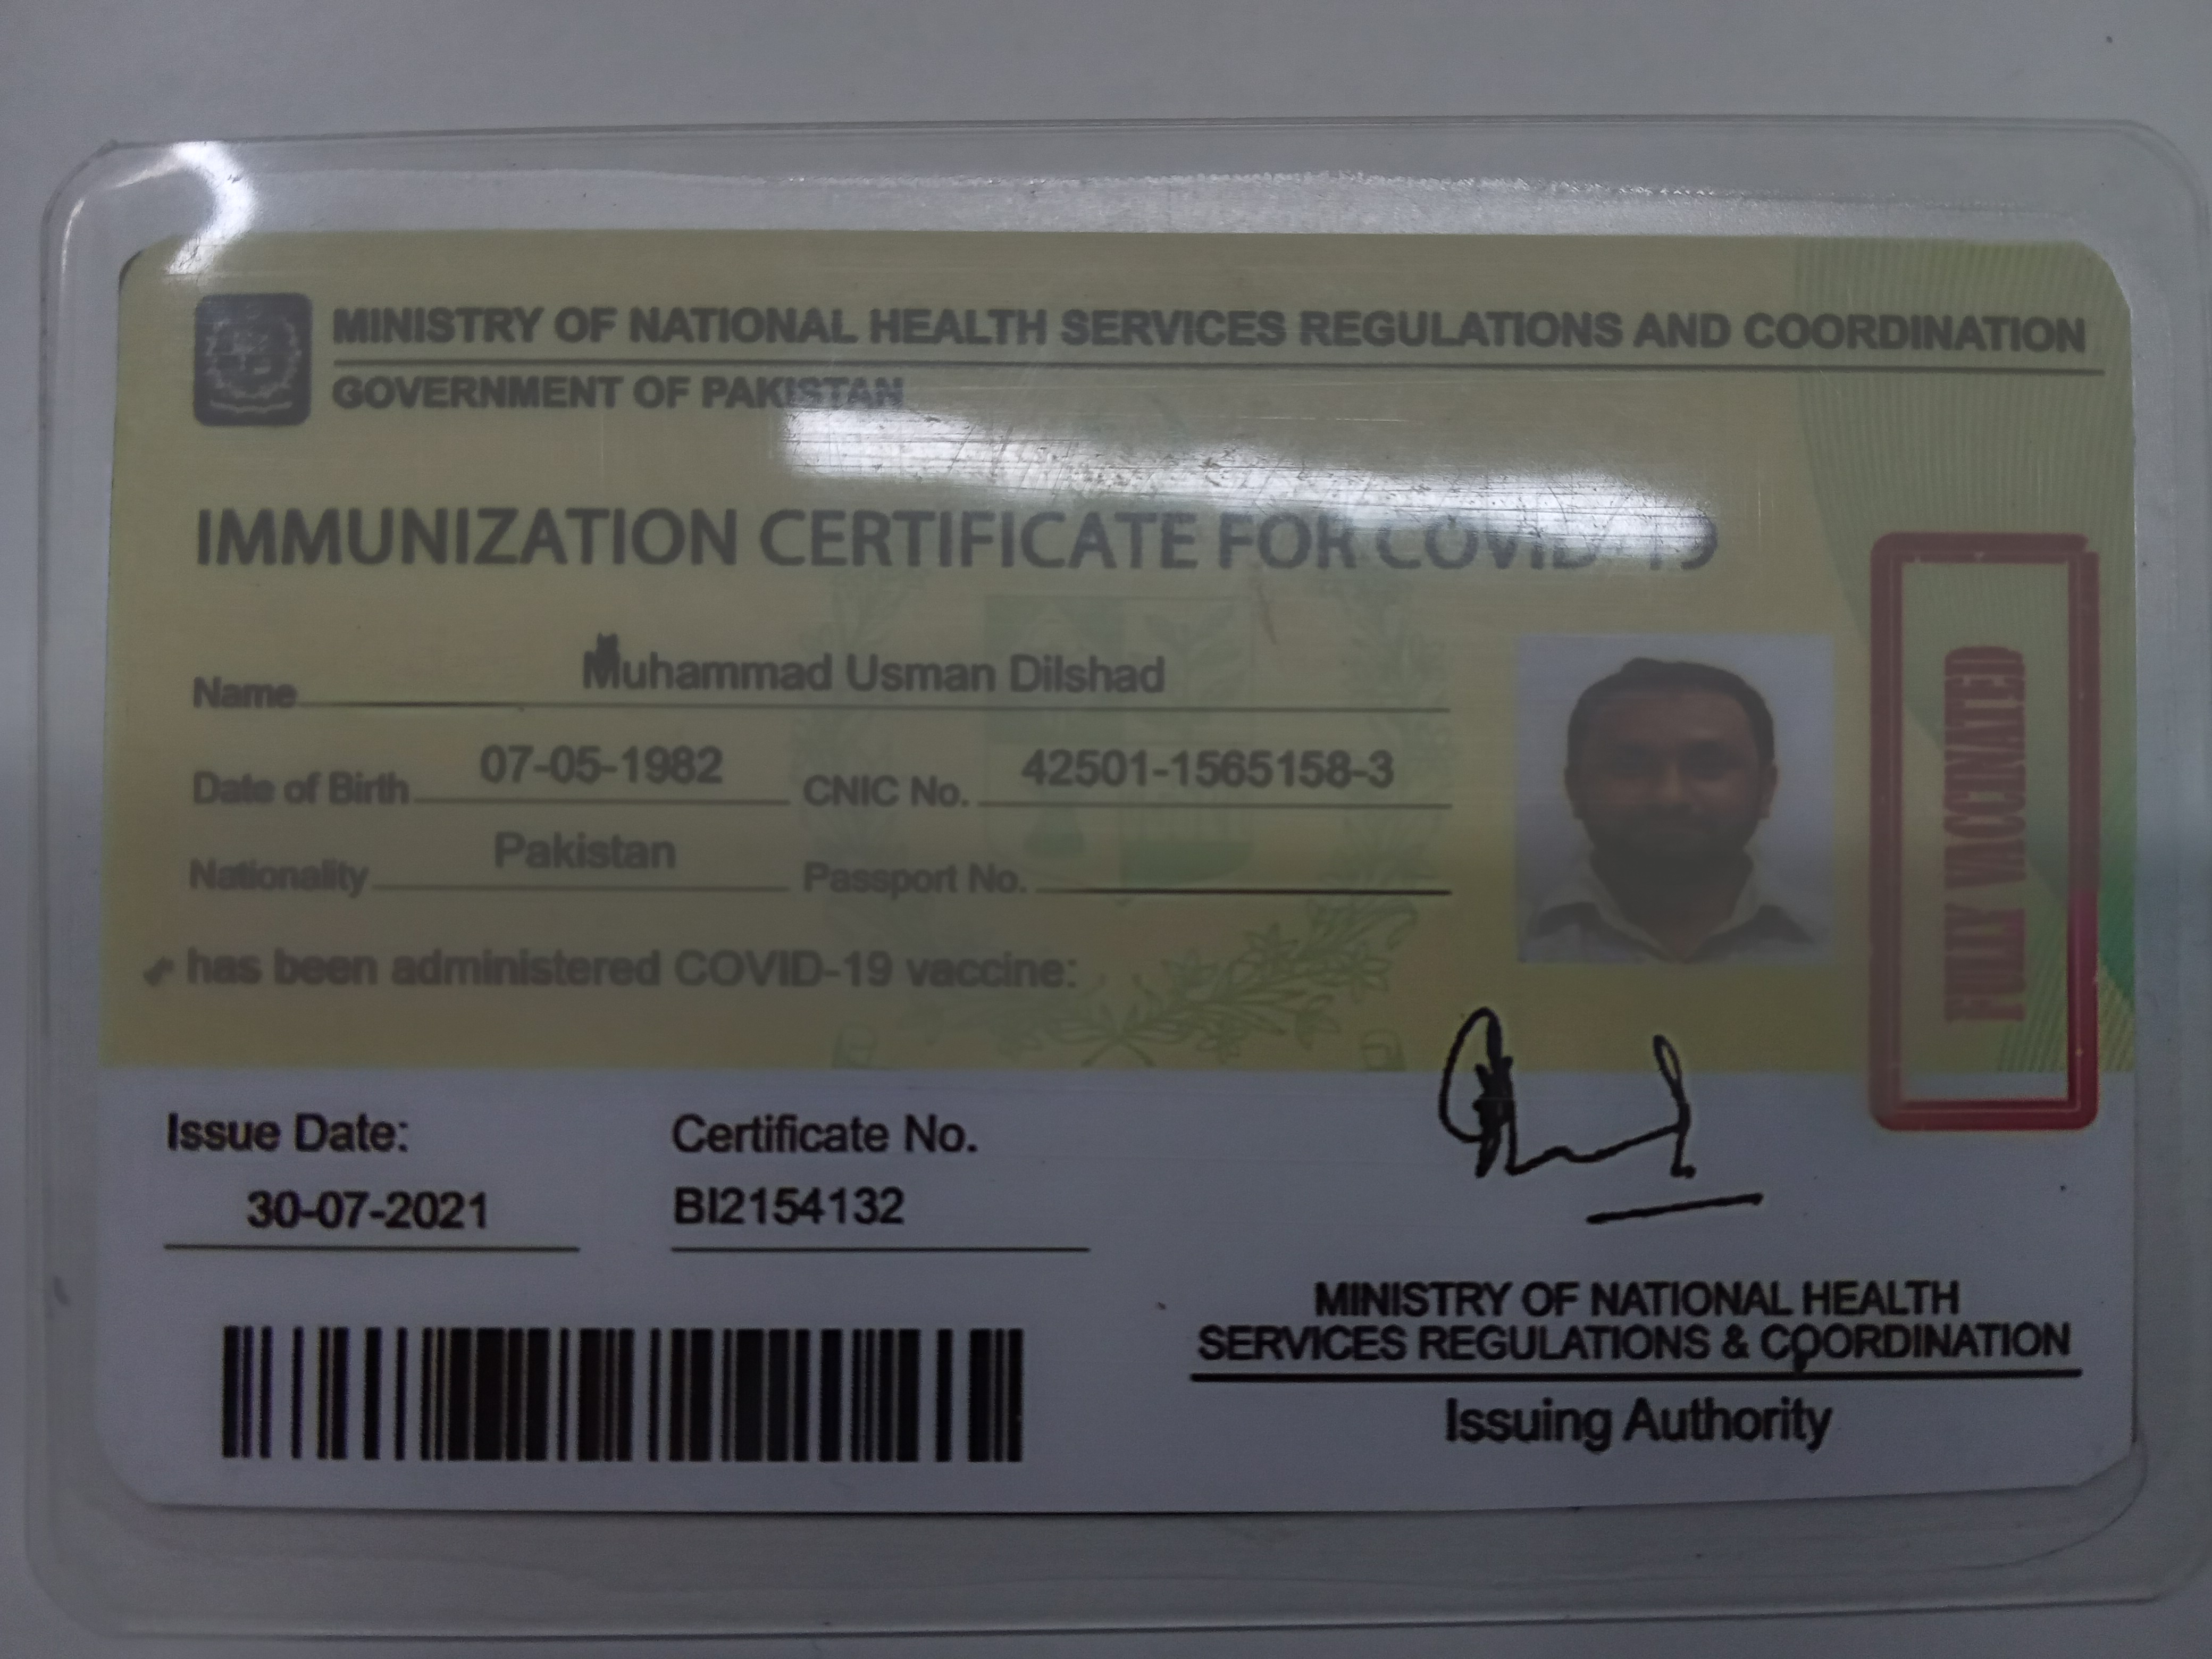 MINISTRY OF NATIONAL HEALTH SERVICES REGULATIONS AND COORDINATION
GOVERNMENT OF PAKISTAN
IMMUNIZATION CERTIFICATE FOR COVID-19
Name Muhammad Usman Dilshad
Date of Birth 07-05-1982 CNIC No. 42501-1565158-3
Nationality Pakistan Passport No.
has been administered COVID-19 vaccine:
FULLY VACCINATED
Issue Date: Certificate No.
30-07-2021 BI2154132
MINISTRY OF NATIONAL HEALTH
SERVICES REGULATIONS & COORDINATION
Issuing Authority